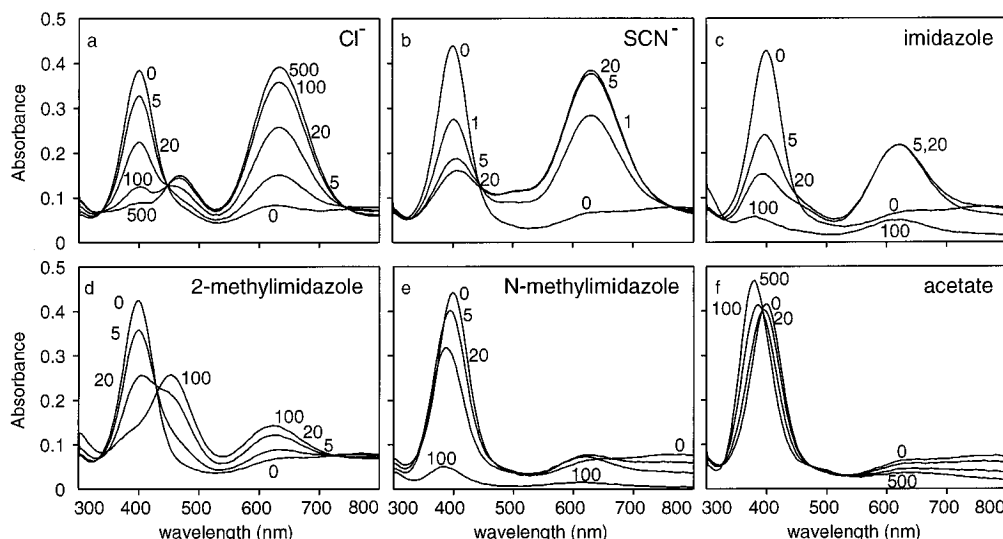 0.5
0.4
0.3
0.2
0.1
0
Absorbance
a
Cl⁻
0
5
20
100
500
500
100
20
5
0
b
SCN⁻
0
1
5
20
20
5
1
0
c
imidazole
0
5
20
100
5,20
0
100
0.5
0.4
0.3
0.2
0.1
0
Absorbance
d
2-methylimidazole
0
5
20
100
100
20
5
0
300 400 500 600 700 800
wavelength (nm)
e
N-methylimidazole
0
5
20
100
0
100
300 400 500 600 700 800
wavelength (nm)
f
acetate
500
100
0
20
0
500
300 400 500 600 700 800
wavelength (nm)